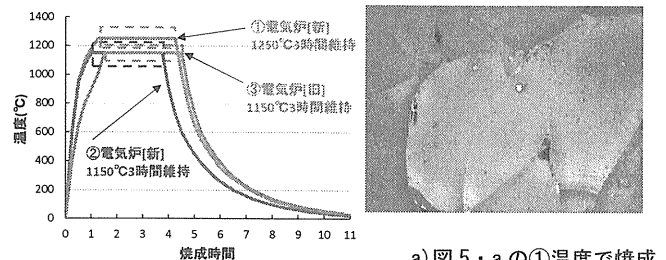 1400
1200
1000
800
600
400
200
0
温度(℃)
0 1 2 3 4 5 6 7 8 9 10 11
焼成時間
①電気炉[新]
1250℃3時間維持
③電気炉[旧]
1150℃3時間維持
②電気炉[新]
1150℃3時間維持
a)図5・aの①温度で焼成